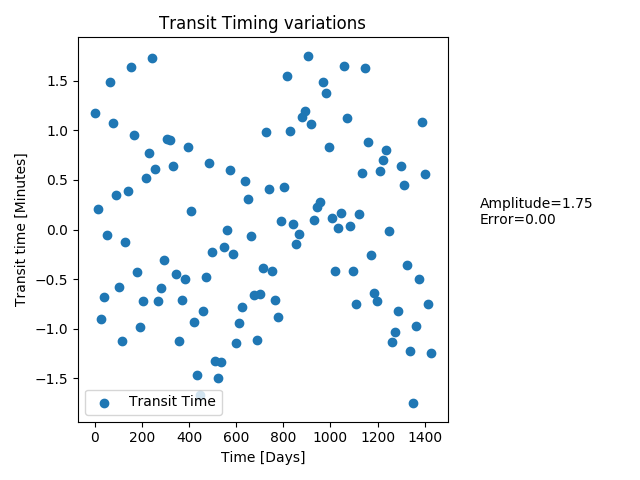 Transit Timing variations
Transit time [Minutes]
1.5
1.0
0.5
0.0
−0.5
−1.0
−1.5
Amplitude=1.75
Error=0.00
Transit Time
0 200 400 600 800 1000 1200 1400
Time [Days]